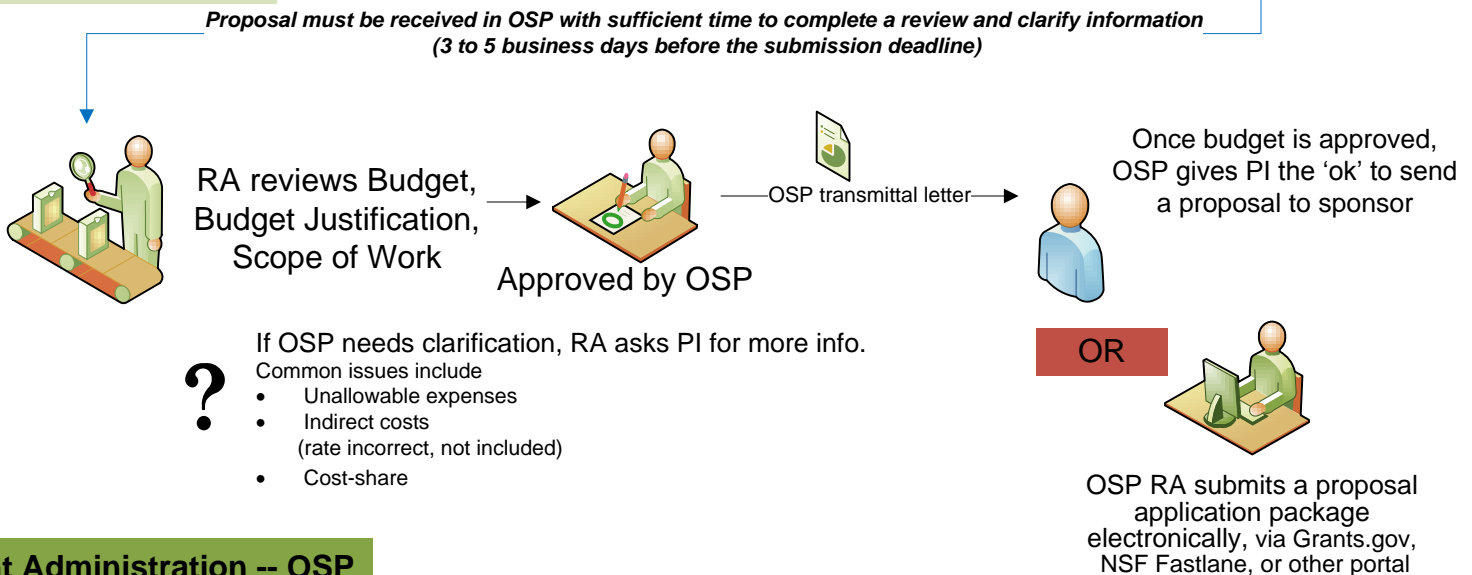 Proposal must be received in OSP with sufficient time to complete a review and clarify information
(3 to 5 business days before the submission deadline)
RA reviews Budget,
Budget Justification,
Scope of Work
Approved by OSP
OSP transmittal letter
Once budget is approved,
OSP gives PI the ‘ok’ to send
a proposal to sponsor
OR
OSP RA submits a proposal
application package
electronically, via Grants.gov,
NSF Fastlane, or other portal
?
If OSP needs clarification, RA asks PI for more info.
Common issues include
• Unallowable expenses
• Indirect costs
(rate incorrect, not included)
• Cost-share
Administration -- OSP